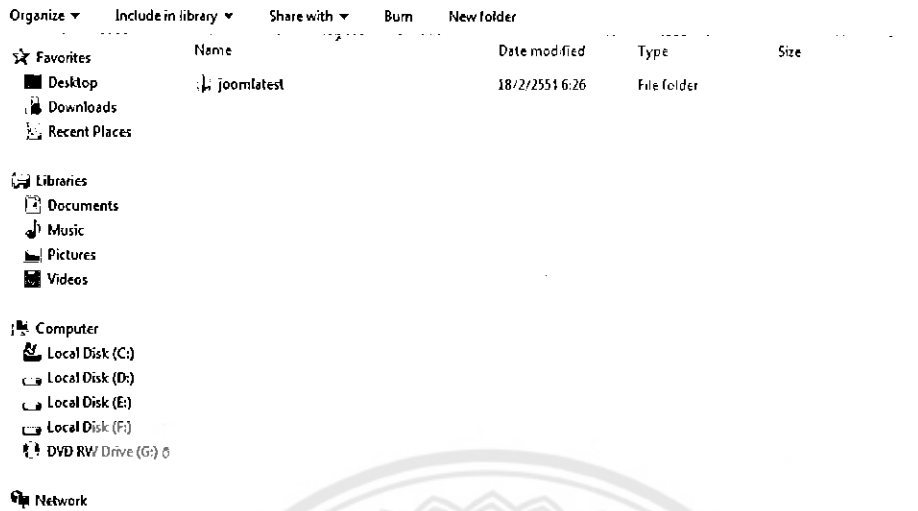 Organize Include in library Share with Burn New folder
Name Date modified Type Size
Favorites
Desktop
Downloads
Recent Places
joomlatest 18/2/2551 6:26 File folder
Libraries
Documents
Music
Pictures
Videos
Computer
Local Disk (C:)
Local Disk (D:)
Local Disk (E:)
Local Disk (F:)
DVD RW Drive (G:)
Network